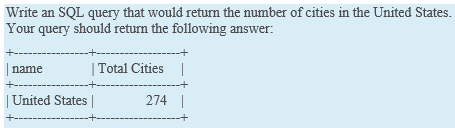 Write an SQL query that would return the number of cities in the United States.
Your query should return the following answer:
+----------------+-------------------+
| name | Total Cities |
+----------------+-------------------+
| United States | 274 |
+----------------+-------------------+